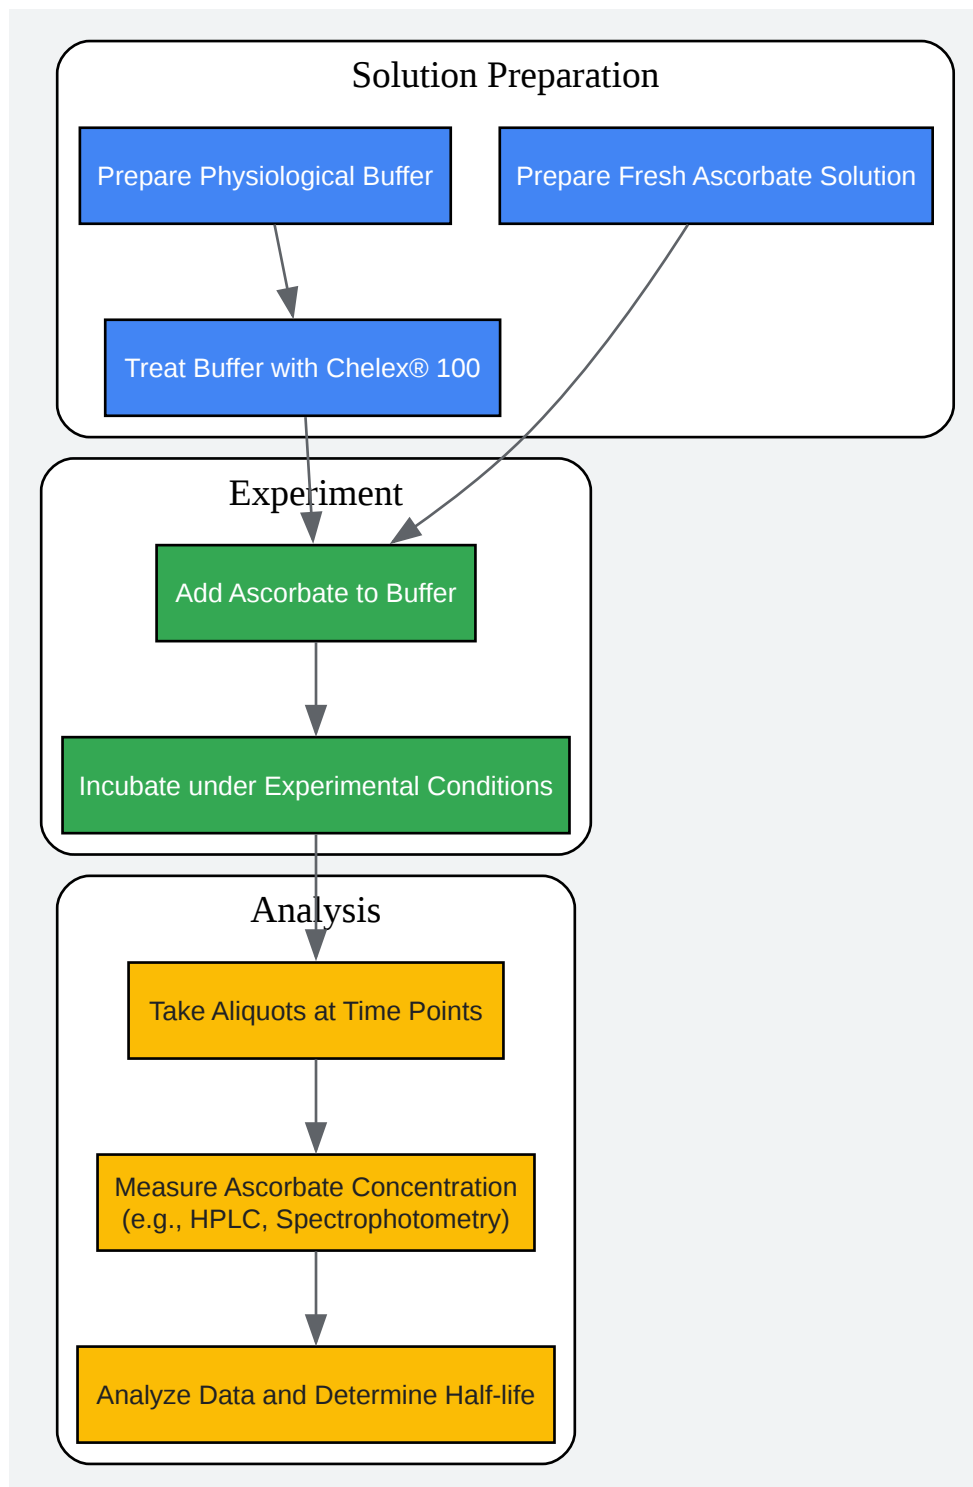 Solution Preparation
Prepare Physiological Buffer
Prepare Fresh Ascorbate Solution
Treat Buffer with Chelex® 100
Experiment
Add Ascorbate to Buffer
Incubate under Experimental Conditions
Analysis
Take Aliquots at Time Points
Measure Ascorbate Concentration
(e.g., HPLC, Spectrophotometry)
Analyze Data and Determine Half-life